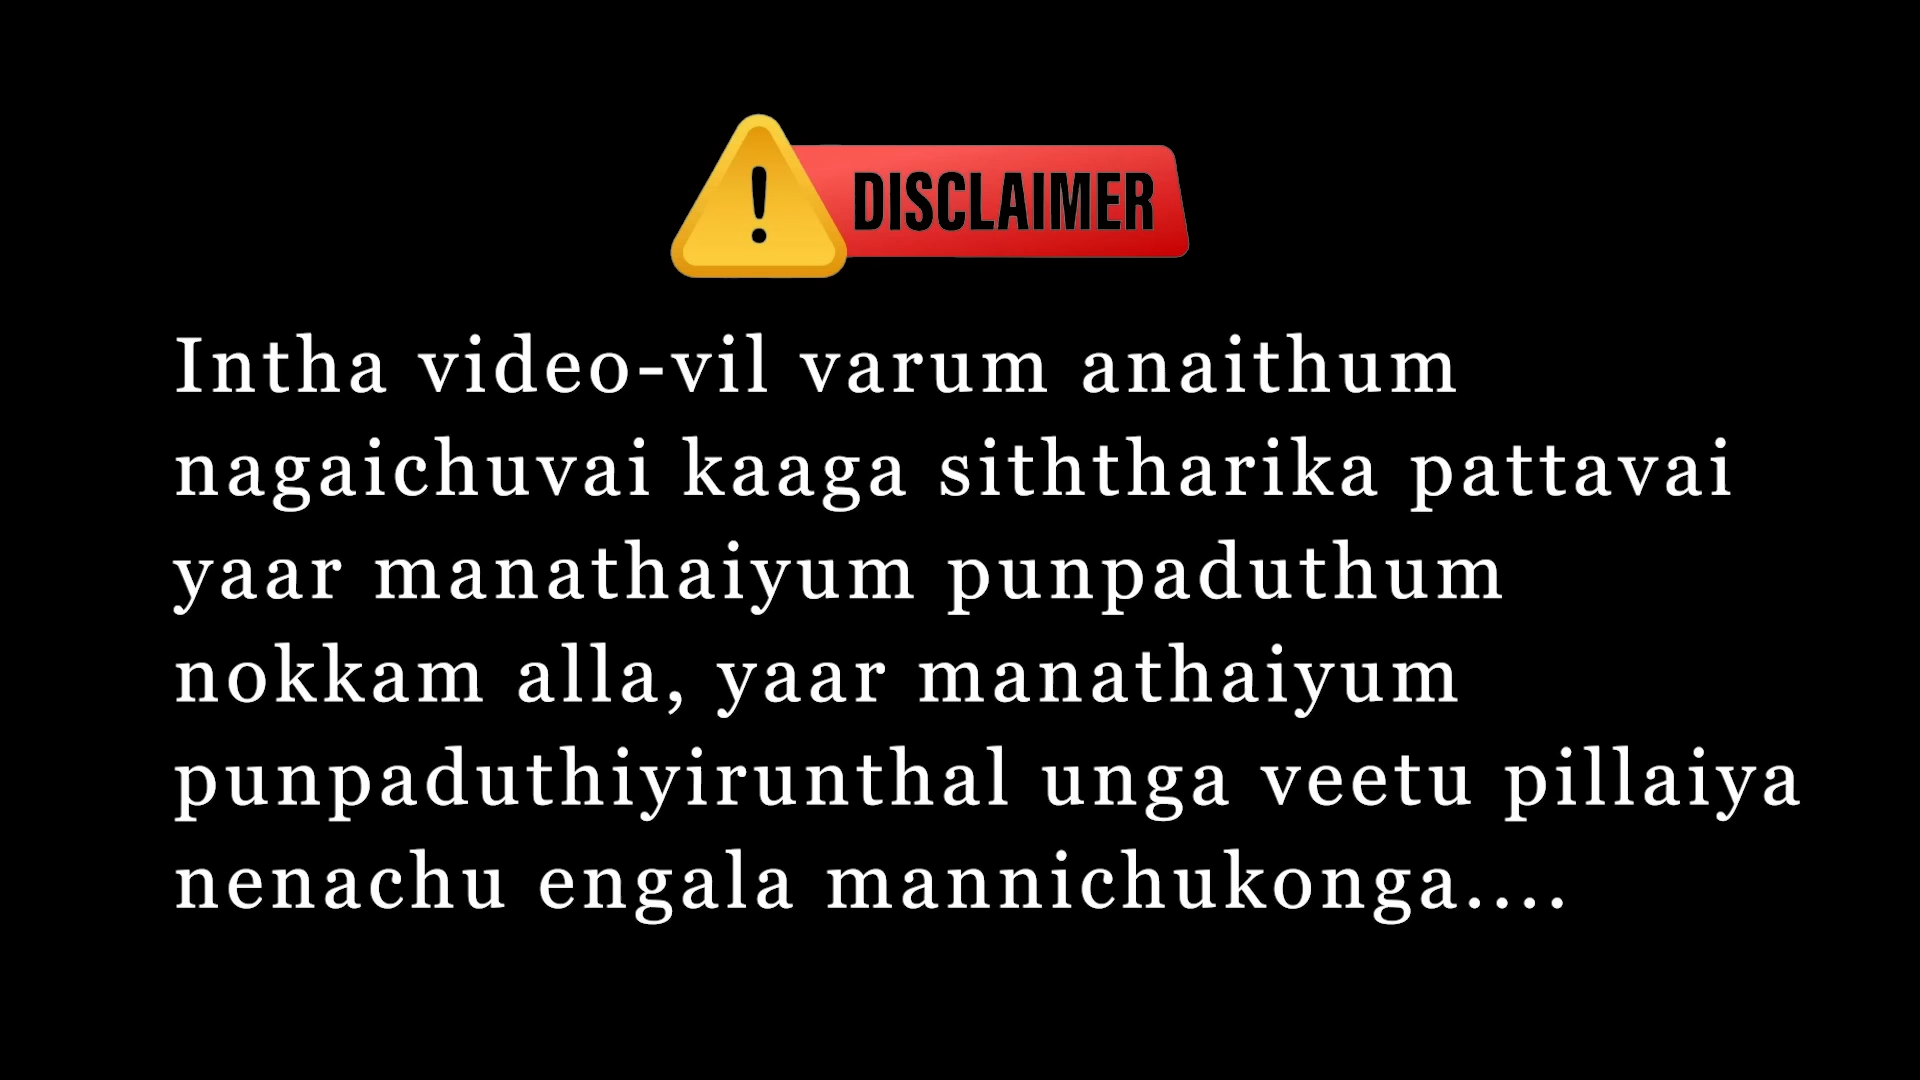 DISCLAIMER
Intha video-vil varum anaithum
nagaichuvai kaaga siththarika pattavai
yaar manathaiyum punpaduthum
nokkam alla, yaar manathaiyum
punpaduthiyirunthal unga veetu pillaiya
nenachu engala mannichukonga....